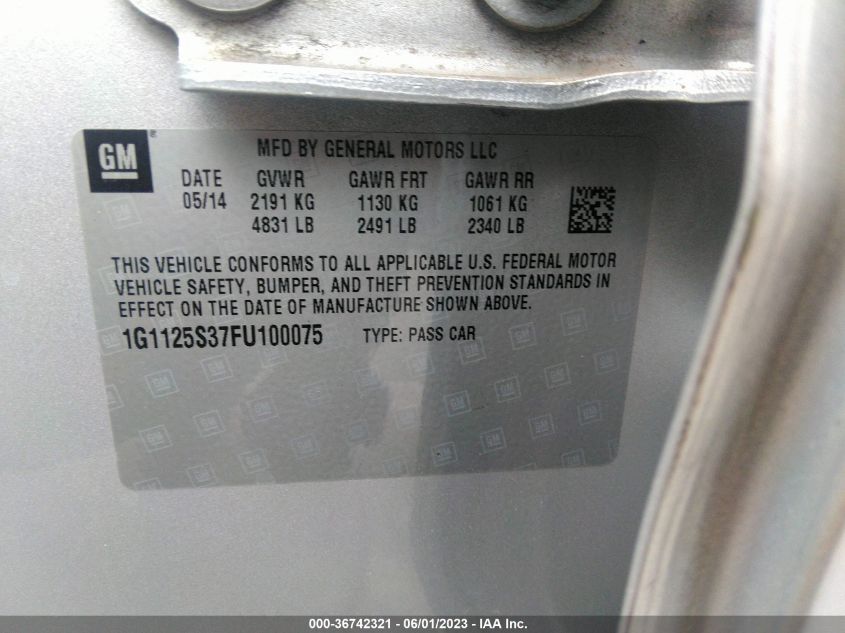 GM®
MFD BY GENERAL MOTORS LLC
DATE GVWR GAWR FRT GAWR RR
05/14 2191 KG 1130 KG 1061 KG
4831 LB 2491 LB 2340 LB
THIS VEHICLE CONFORMS TO ALL APPLICABLE U.S. FEDERAL MOTOR
VEHICLE SAFETY, BUMPER, AND THEFT PREVENTION STANDARDS IN
EFFECT ON THE DATE OF MANUFACTURE SHOWN ABOVE.
1G1125S37FU100075 TYPE: PASS CAR
000-36742321 - 06/01/2023 - IAA Inc.